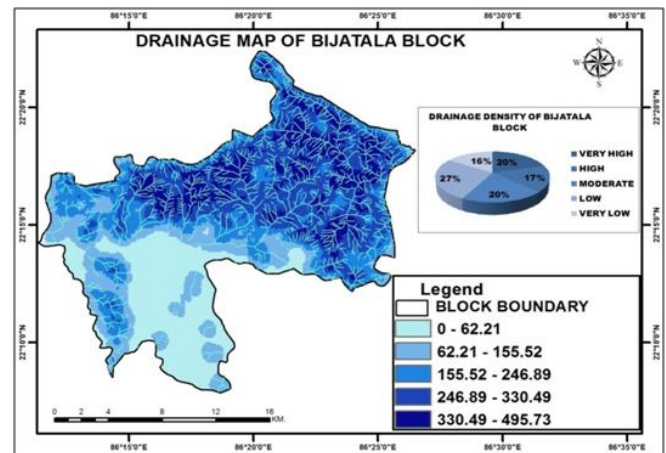 86°15'0"E 86°20'0"E 86°25'0"E 86°30'0"E 86°35'0"E
DRAINAGE MAP OF BIJATALA BLOCK
N
W E
S
22°20'0"N 22°20'0"N
DRAINAGE DENSITY OF BIJATALA
BLOCK
16% 20%
27% 17%
20%
VERY HIGH
HIGH
MODERATE
LOW
VERY LOW
22°15'0"N 22°15'0"N
Legend
BLOCK BOUNDARY
0 - 62.21
62.21 - 155.52
155.52 - 246.89
246.89 - 330.49
330.49 - 495.73
22°10'0"N 22°10'0"N
0 2 4 8 12 16
KM.
86°15'0"E 86°20'0"E 86°25'0"E 86°30'0"E 86°35'0"E